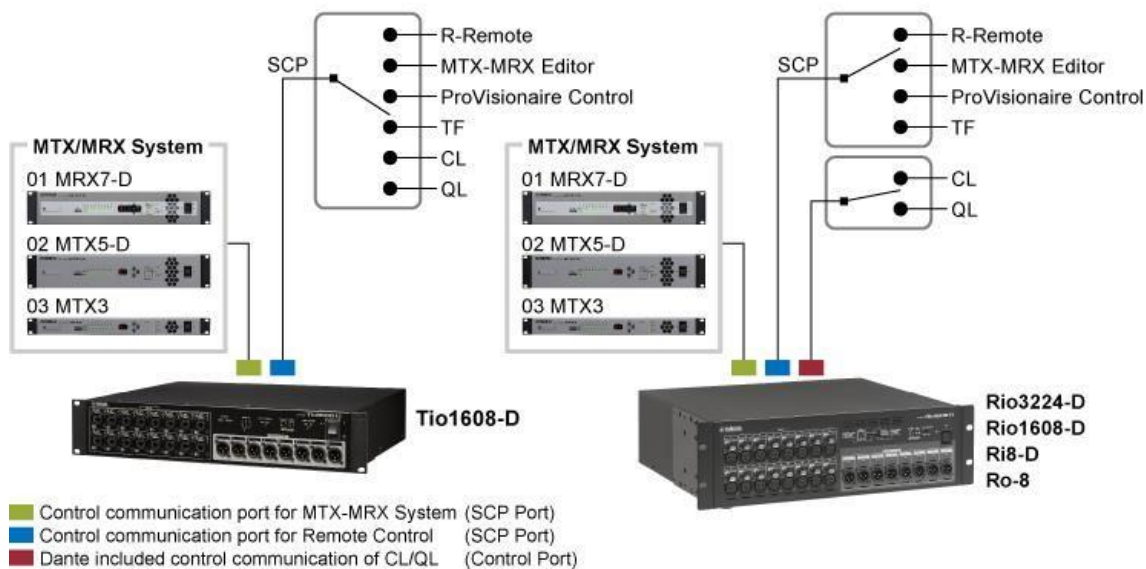 R-Remote
MTX-MRX Editor
ProVisionaire Control
TF
CL
QL
SCP
MTX/MRX System
01 MRX7-D
02 MTX5-D
03 MTX3
Tio1608-D
R-Remote
MTX-MRX Editor
ProVisionaire Control
TF
SCP
CL
QL
MTX/MRX System
01 MRX7-D
02 MTX5-D
03 MTX3
Rio3224-D
Rio1608-D
Ri8-D
Ro-8
Control communication port for MTX-MRX System (SCP Port)
Control communication port for Remote Control (SCP Port)
Dante included control communication of CL/QL (Control Port)